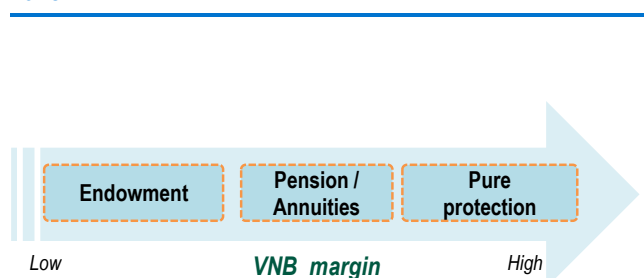 Endowment
Pension /
Annuities
Pure
protection
Low
VNB margin
High